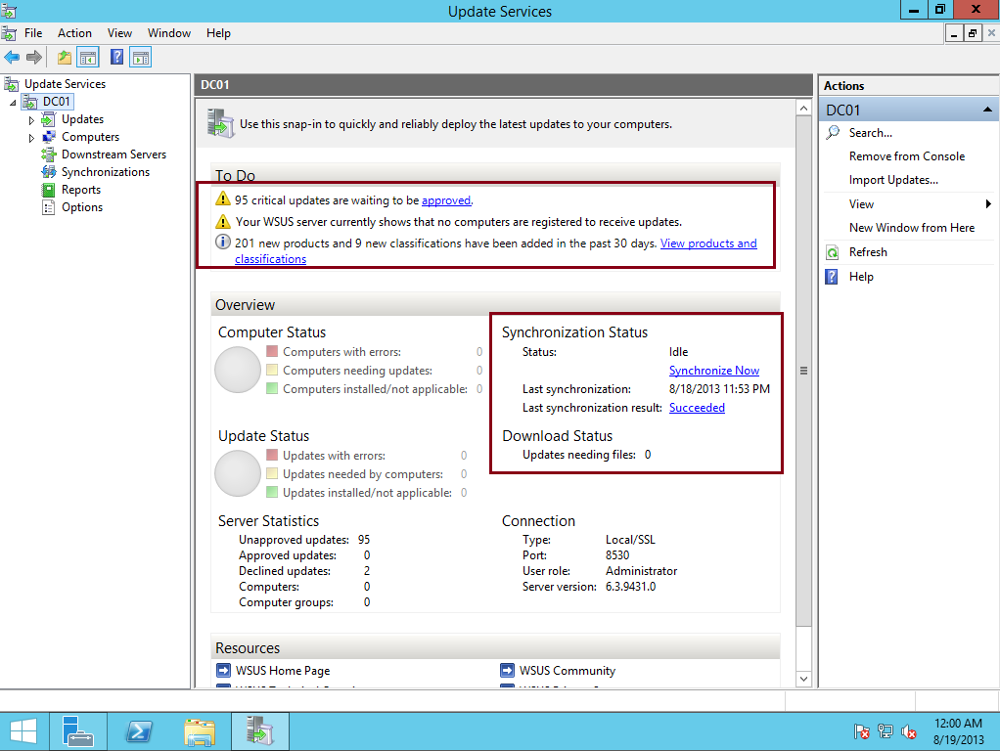 Update Services
File Action View Window Help
Update Services
DC01
Updates
Computers
Downstream Servers
Synchronizations
Reports
Options
DC01
Use this snap-in to quickly and reliably deploy the latest updates to your computers.
To Do
95 critical updates are waiting to be approved.
Your WSUS server currently shows that no computers are registered to receive updates.
201 new products and 9 new classifications have been added in the past 30 days. View products and
classifications
Overview
Computer Status
Computers with errors: 0
Computers needing updates: 0
Computers installed/not applicable: 0
Synchronization Status
Status: Idle
Synchronize Now
Last synchronization: 8/18/2013 11:53 PM
Last synchronization result: Succeeded
Download Status
Updates needing files: 0
Update Status
Updates with errors: 0
Updates needed by computers: 0
Updates installed/not applicable: 0
Server Statistics
Unapproved updates: 95
Approved updates: 0
Declined updates: 2
Computers: 0
Computer groups: 0
Connection
Type: Local/SSL
Port: 8530
User role: Administrator
Server version: 6.3.9431.0
Resources
WSUS Home Page
WSUS Community
Actions
DC01
Search...
Remove from Console
Import Updates...
View
New Window from Here
Refresh
Help
12:00 AM
8/19/2013